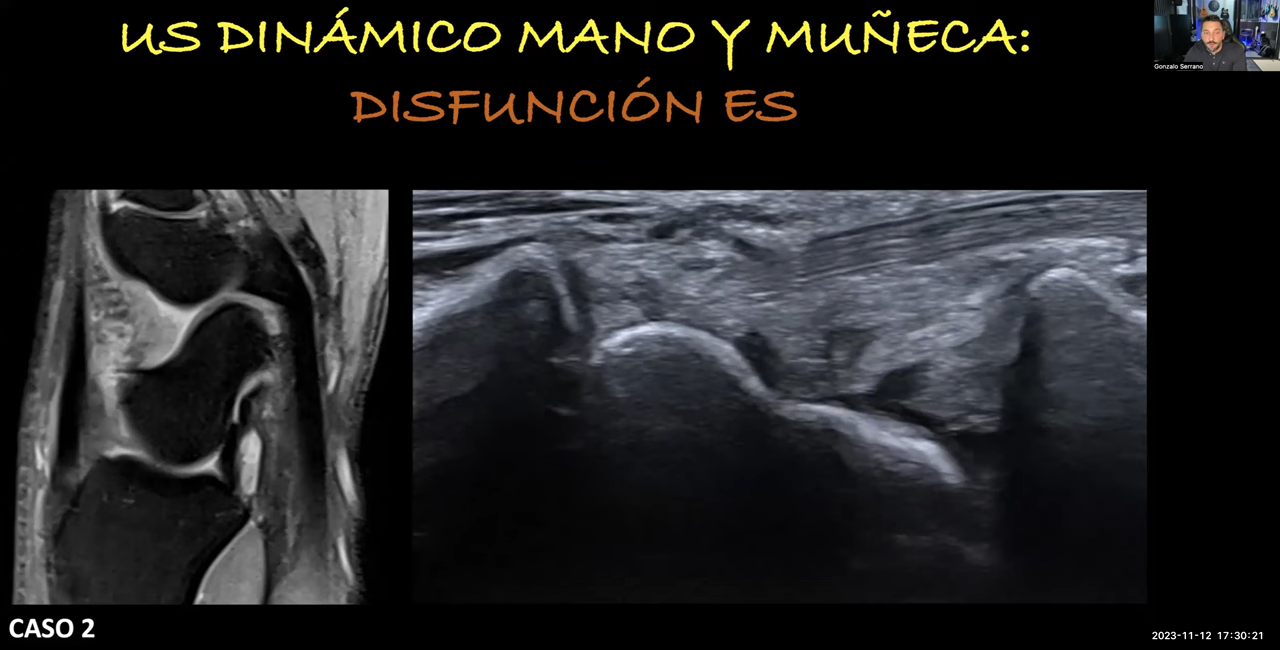 US DINÁMICO MANO Y MUÑECA:
DISFUNCIÓN ES
Gonzalo Serrano
CASO 2
2023-11-12 17:30:21